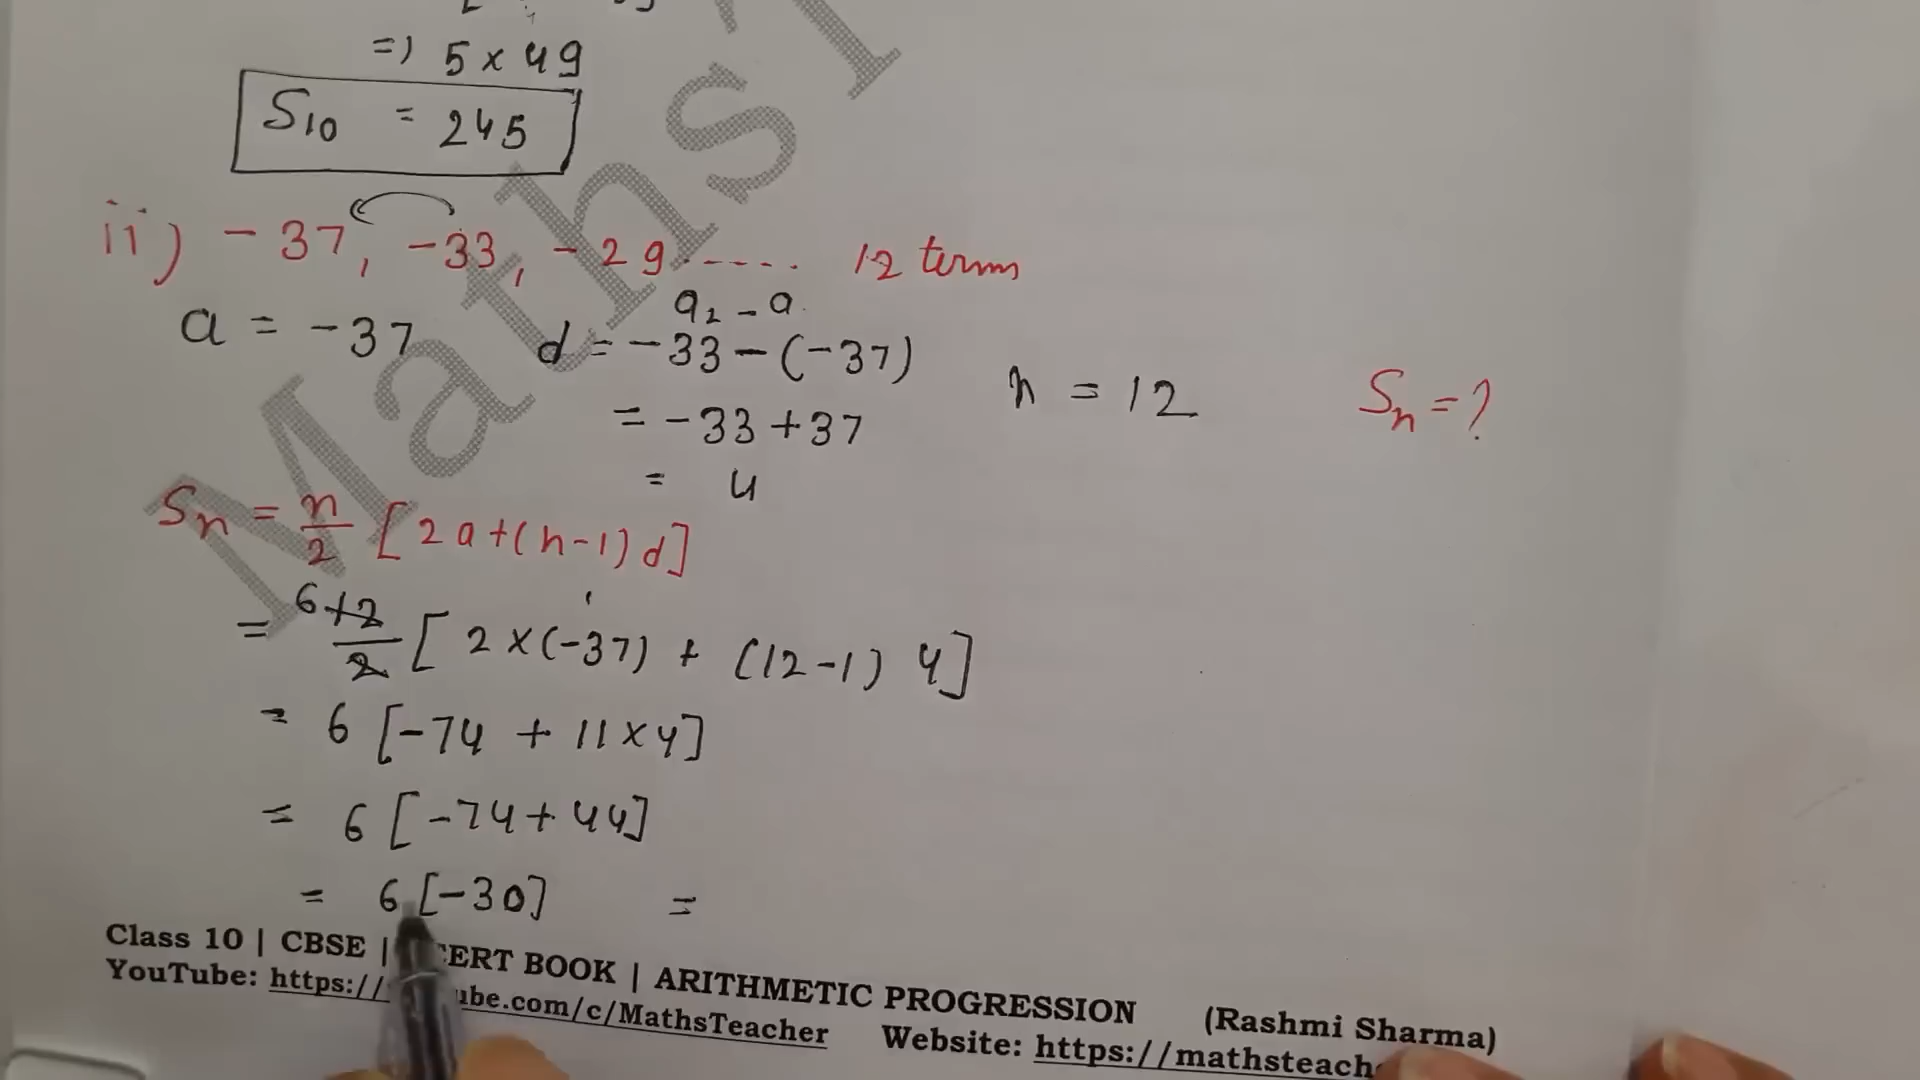 =) 5 x 49
S10 = 245
ii) -37, -33, -29 ..... 12 terms
a = -37
a2 - a
d = -33 - (-37)
= -33 + 37
= 4
n = 12
Sn = ?
Sn = n/2 [2a + (n-1) d]
= 6 12/2 [2 x (-37) + (12-1) 4]
= 6 [-74 + 11 x 4]
= 6 [-74 + 44]
= 6 [-30] =
Class 10 | CBSE | CERT BOOK | ARITHMETIC PROGRESSION (Rashmi Sharma)
YouTube: https:// ube.com/c/MathsTeacher Website: https://mathsteach